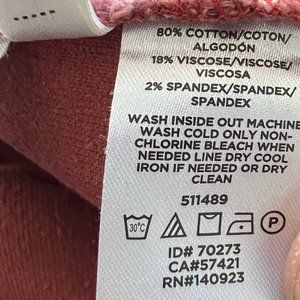 80% COTTON/COTON/
ALGODÓN
18% VISCOSE/VISCOSE/
VISCOSA
2% SPANDEX/SPANDEX/
SPANDEX
WASH INSIDE OUT MACHINE
WASH COLD ONLY NON-
CHLORINE BLEACH WHEN
NEEDED LINE DRY COOL
IRON IF NEEDED OR DRY
CLEAN
511489
30°C
ID# 70273
CA#57421
RN#140923